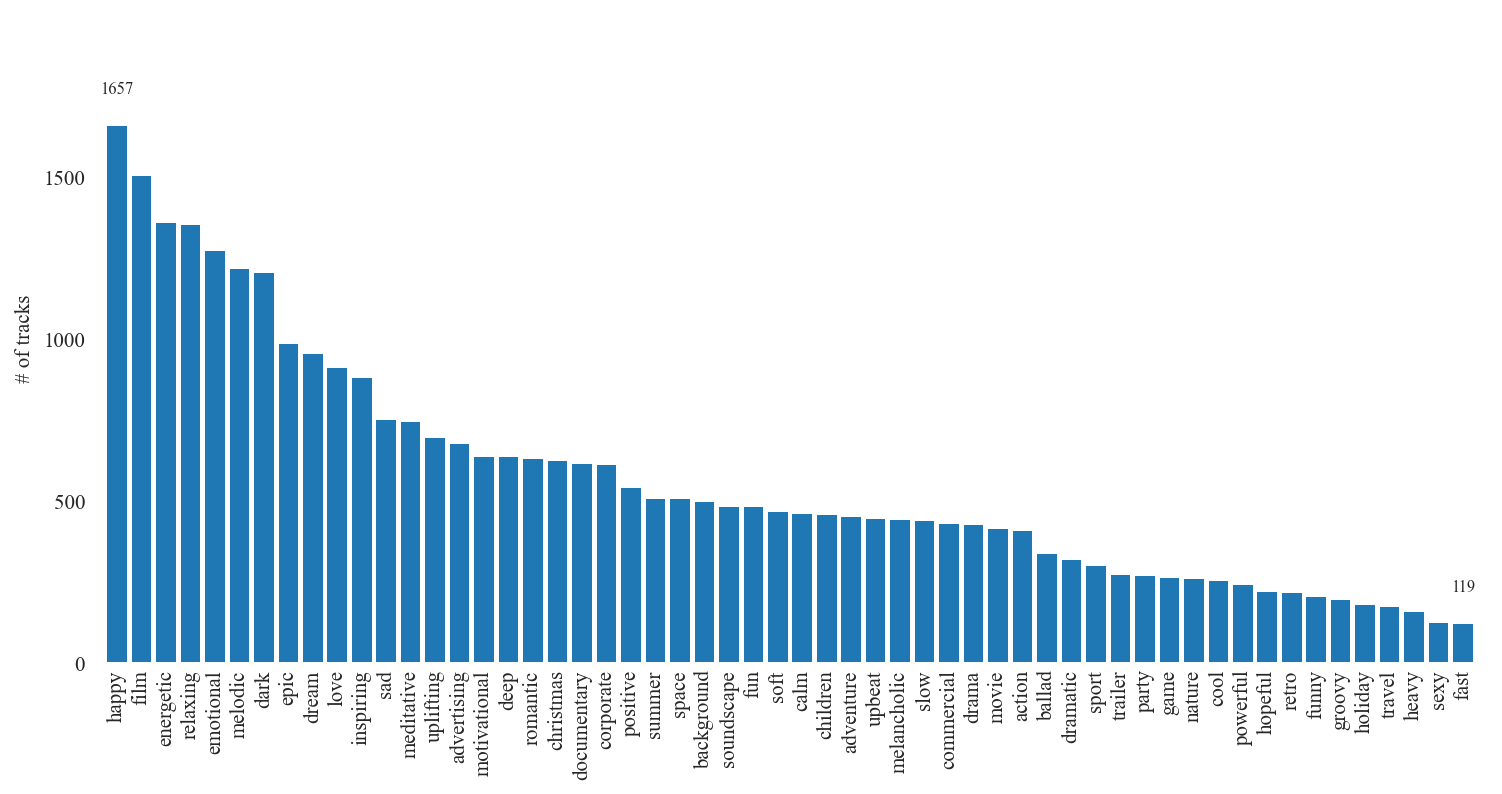 1657
1500
1000
500
0
# of tracks
119
happy
film
energetic
relaxing
emotional
melodic
dark
epic
dream
love
inspiring
sad
meditative
uplifting
advertising
motivational
deep
romantic
christmas
documentary
corporate
positive
summer
space
background
soundscape
fun
soft
calm
children
adventure
upbeat
melancholic
slow
commercial
drama
movie
action
ballad
dramatic
sport
trailer
party
game
nature
cool
powerful
hopeful
retro
funny
groovy
holiday
travel
heavy
sexy
fast